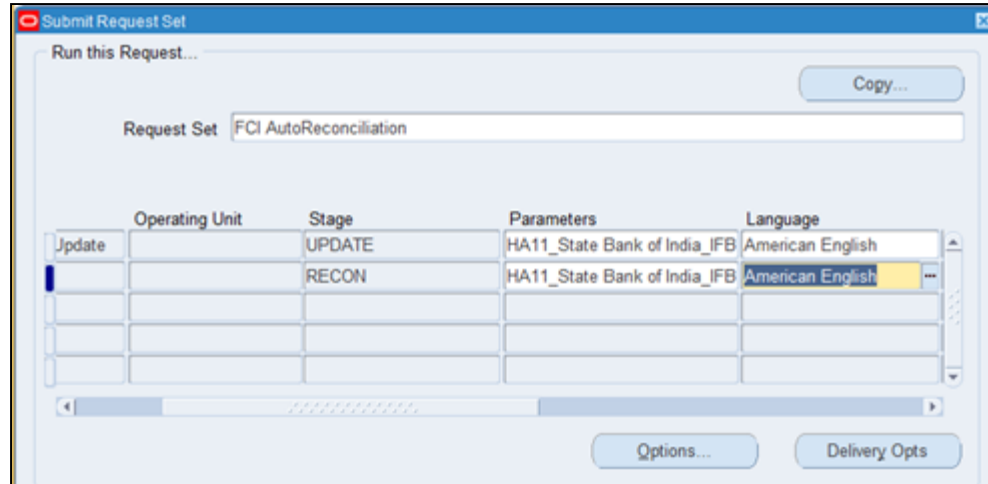 Submit Request Set
Run this Request...
Copy...
Request Set FCI AutoReconciliation
Operating Unit Stage Parameters Language
Update UPDATE HA11_State Bank of India_IFB American English
RECON HA11_State Bank of India_IFB American English
Options... Delivery Opts